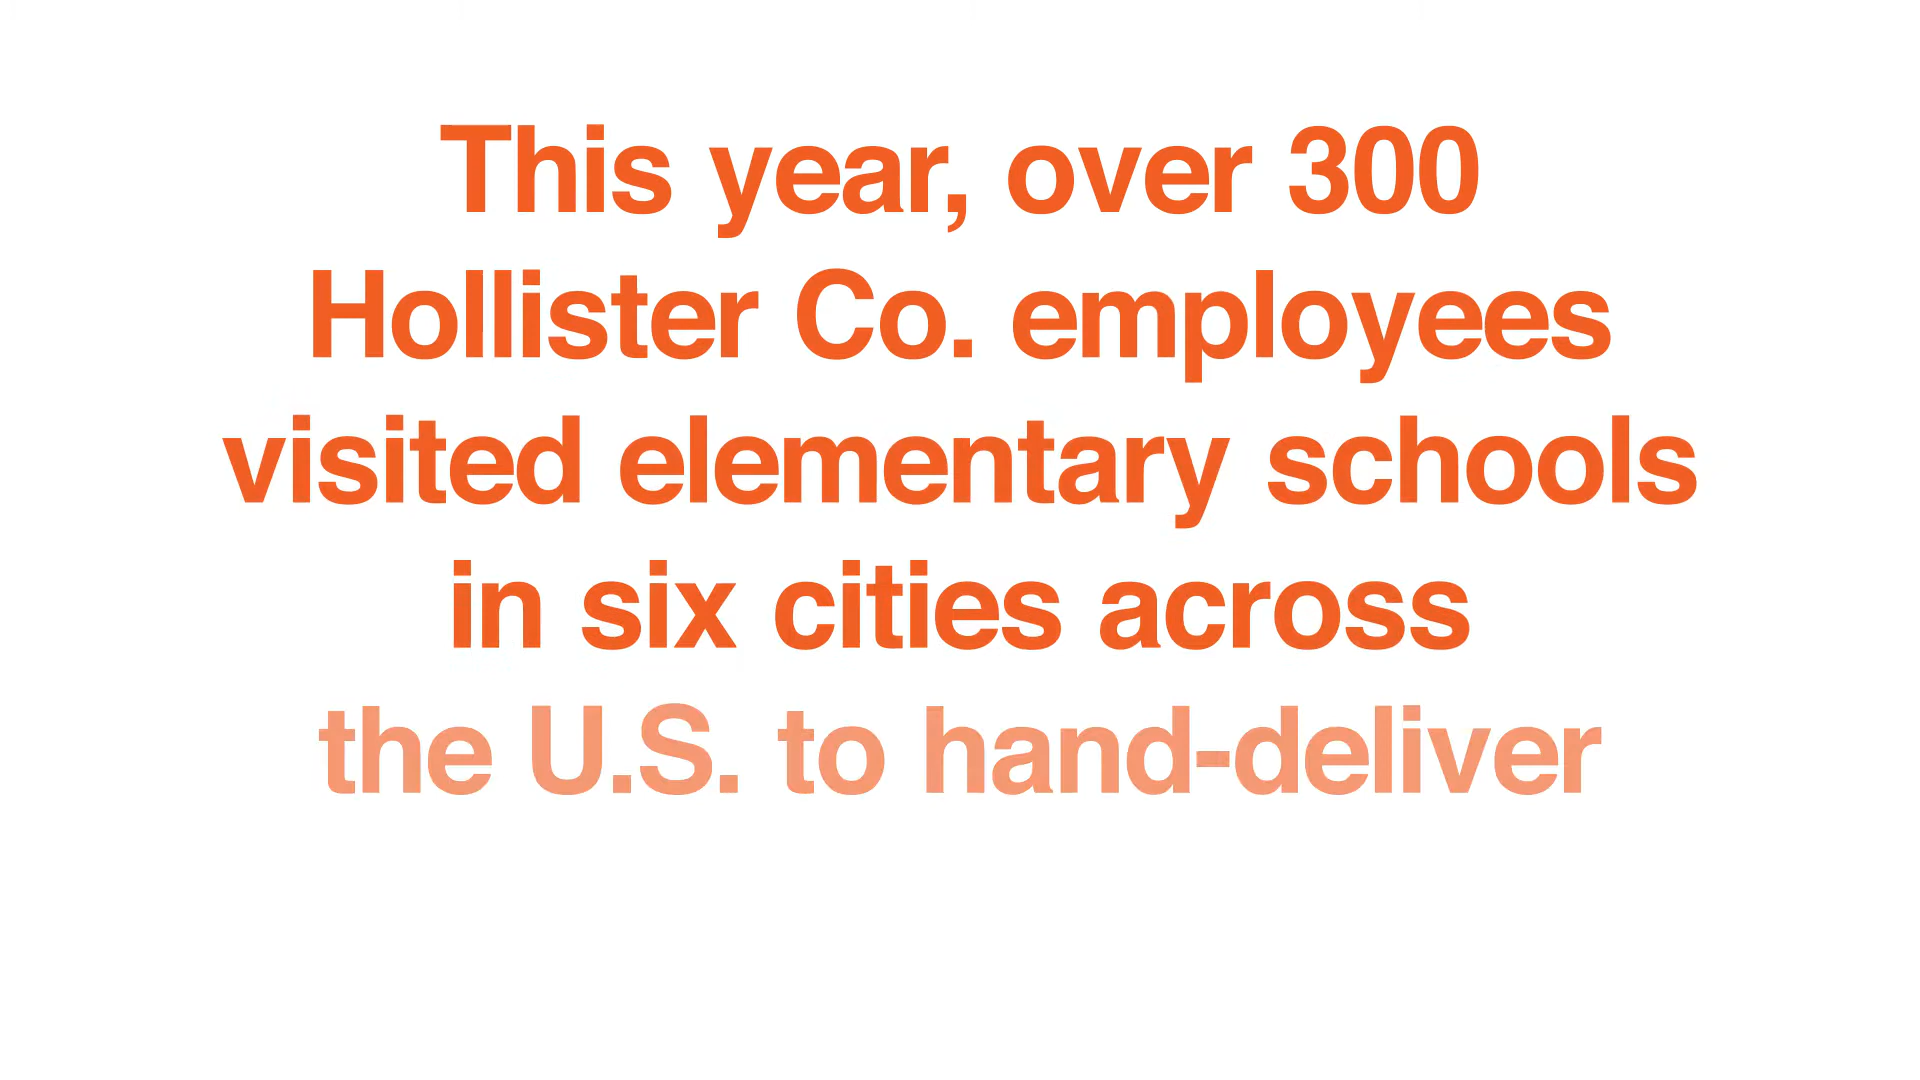 This year, over 300
Hollister Co. employees
visited elementary schools
in six cities across
the U.S. to hand-deliver